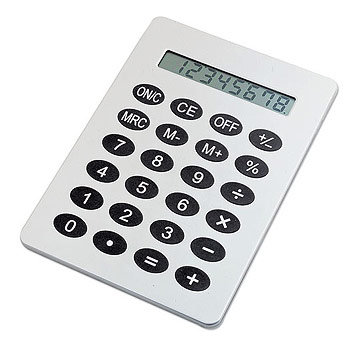 12345678.
ON/C CE OFF +/−
MRC M- M+ %
7 8 9 ÷
4 5 6 ×
1 2 3 −
0 • = +